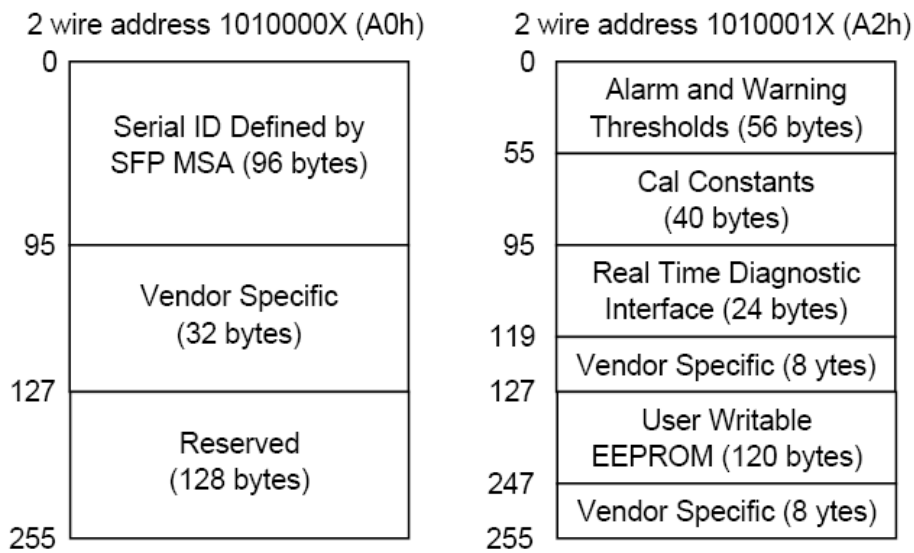 2 wire address 1010000X (A0h)
0
Serial ID Defined by
SFP MSA (96 bytes)
95
Vendor Specific
(32 bytes)
127
Reserved
(128 bytes)
255
2 wire address 1010001X (A2h)
0
Alarm and Warning
Thresholds (56 bytes)
55
Cal Constants
(40 bytes)
95
Real Time Diagnostic
Interface (24 bytes)
119
Vendor Specific (8 ytes)
127
User Writable
EEPROM (120 bytes)
247
Vendor Specific (8 ytes)
255